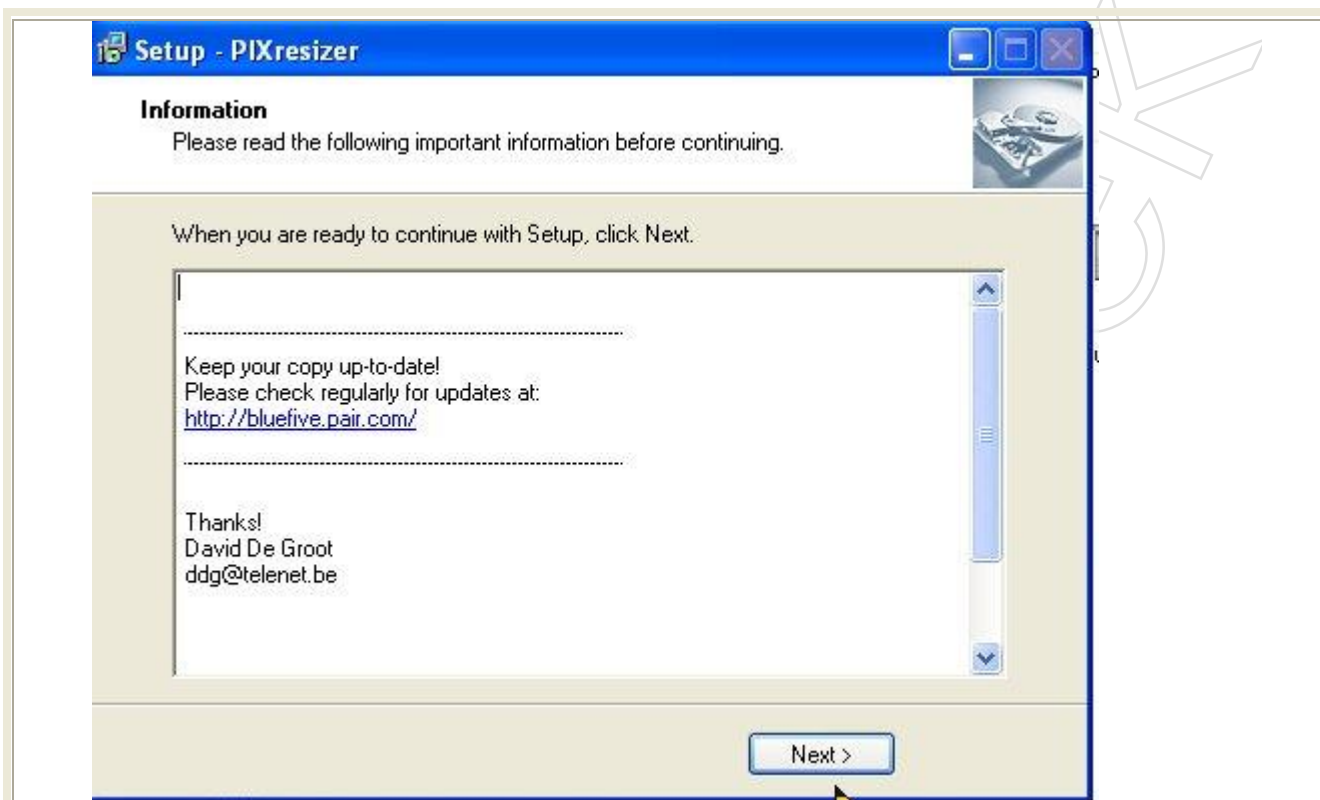 Setup - PIXresizer
Information
Please read the following important information before continuing.
When you are ready to continue with Setup, click Next.
Keep your copy up-to-date!
Please check regularly for updates at:
http://bluefive.pair.com/
Thanks!
David De Groot
ddg@telenet.be
Next >